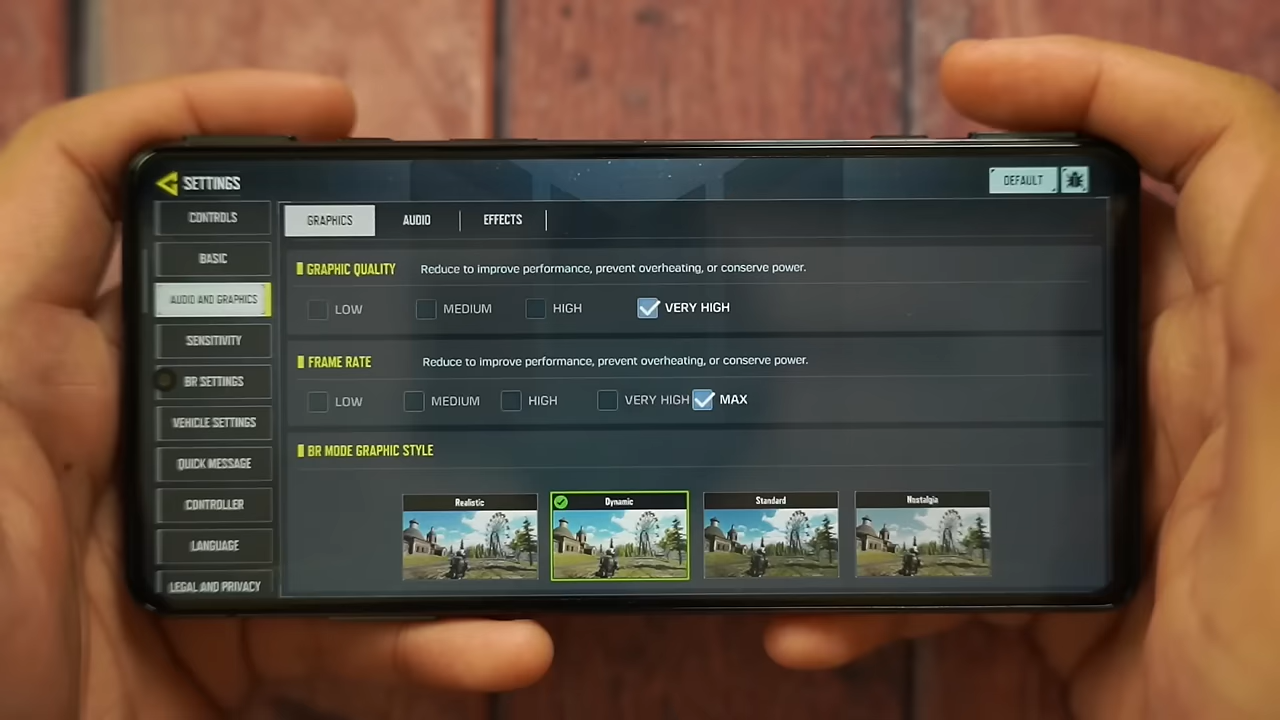 SETTINGS
DEFAULT
CONTROLS
BASIC
AUDIO AND GRAPHICS
SENSITIVITY
BR SETTINGS
VEHICLE SETTINGS
QUICK MESSAGE
CONTROLLER
LANGUAGE
LEGAL AND PRIVACY
GRAPHICS AUDIO EFFECTS
GRAPHIC QUALITY Reduce to improve performance, prevent overheating, or conserve power.
LOW MEDIUM HIGH VERY HIGH
FRAME RATE Reduce to improve performance, prevent overheating, or conserve power.
LOW MEDIUM HIGH VERY HIGH MAX
BR MODE GRAPHIC STYLE
Realistic Dynamic Standard Nostalgia